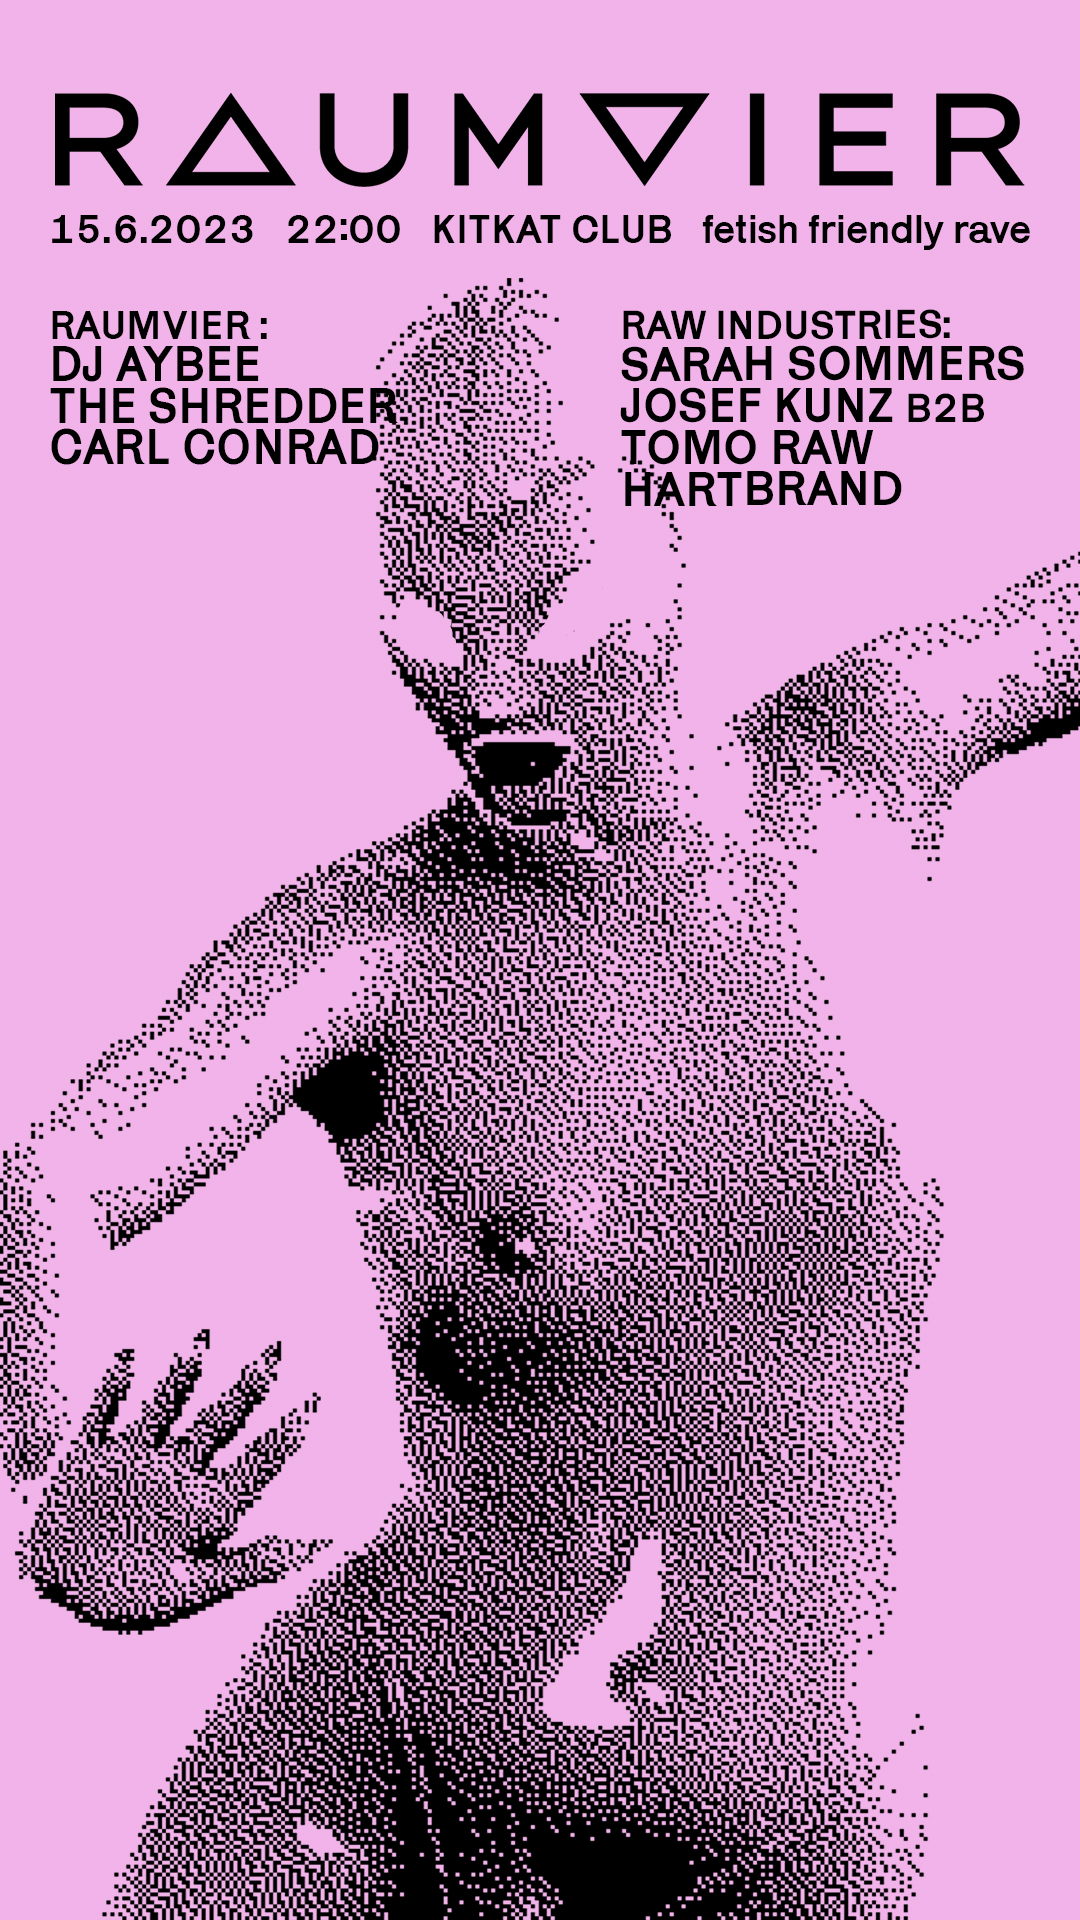 RAUMVIER
15.6.2023 22:00 KITKAT CLUB fetish friendly rave
RAUMVIER :
DJ AYBEE
THE SHREDDER
CARL CONRAD
RAW INDUSTRIES:
SARAH SOMMERS
JOSEF KUNZ B2B
TOMO RAW
HARTBRAND